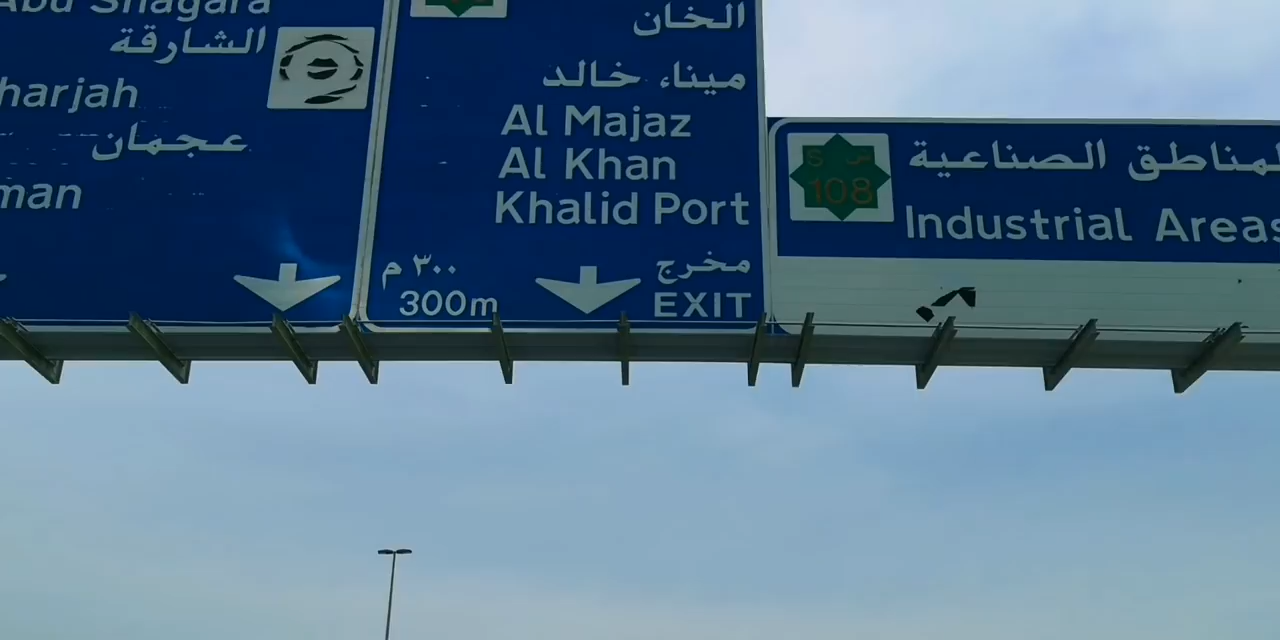 Abu Shagara
الشارقة
harjah
عجمان
man
الخان
ميناء خالد
Al Majaz
Al Khan
Khalid Port
٣٠٠ م
300m
مخرج
EXIT
S س
108
لمناطق الصناعية
Industrial Areas